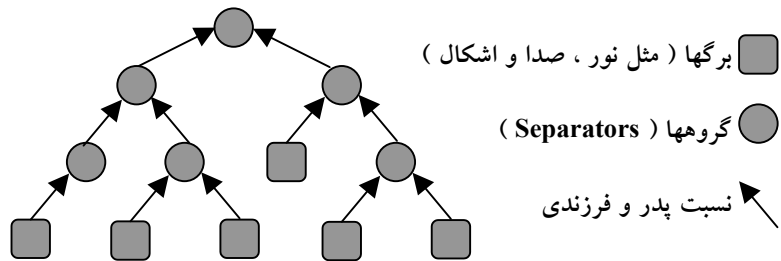 برگها ( مثل نور ، صدا و اشکال )
گروهها ( Separators )
نسبت پدر و فرزندی